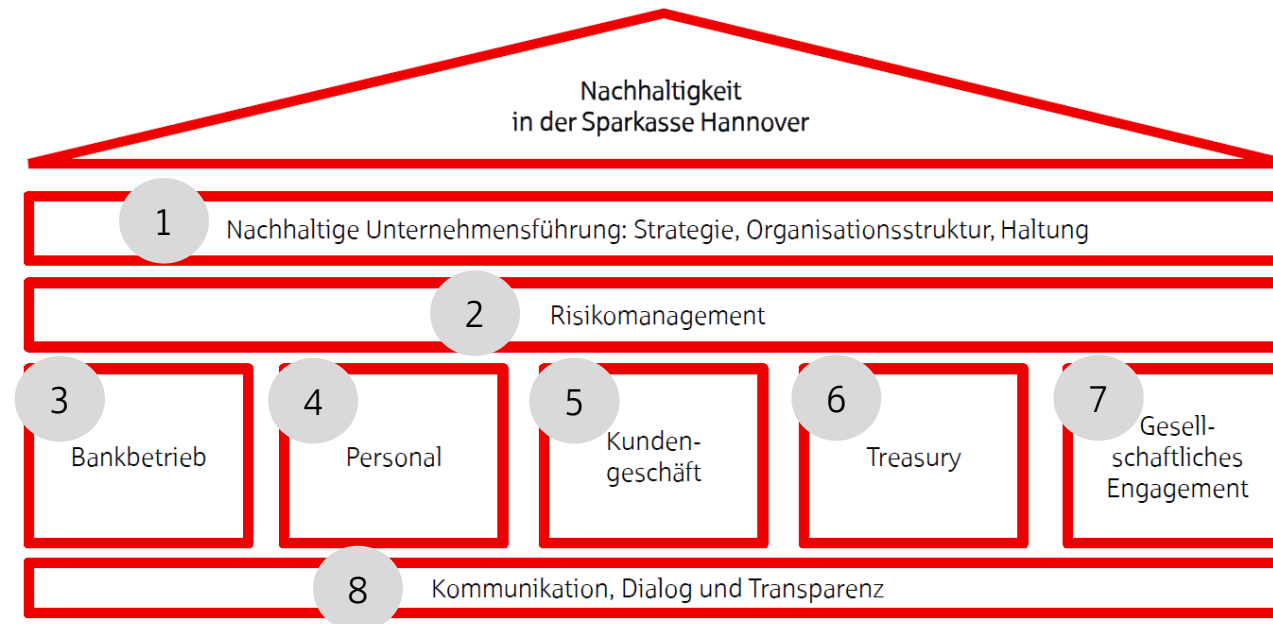 Nachhaltigkeit
in der Sparkasse Hannover
1
Nachhaltige Unternehmensführung: Strategie, Organisationsstruktur, Haltung
2
Risikomanagement
3
Bankbetrieb
4
Personal
5
Kunden-
geschäft
6
Treasury
7
Gesell-
schaftliches
Engagement
8
Kommunikation, Dialog und Transparenz